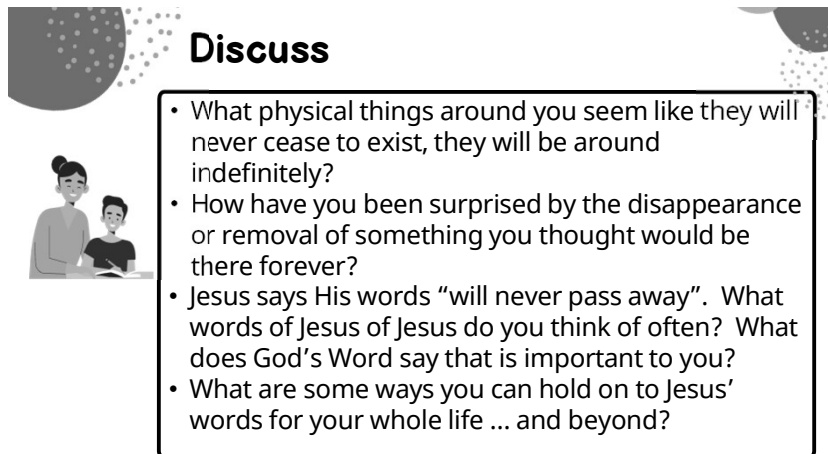 Discuss
• What physical things around you seem like they will
never cease to exist, they will be around
indefinitely?
• How have you been surprised by the disappearance
or removal of something you thought would be
there forever?
• Jesus says His words “will never pass away”.  What
words of Jesus of Jesus do you think of often?  What
does God’s Word say that is important to you?
• What are some ways you can hold on to Jesus’
words for your whole life … and beyond?